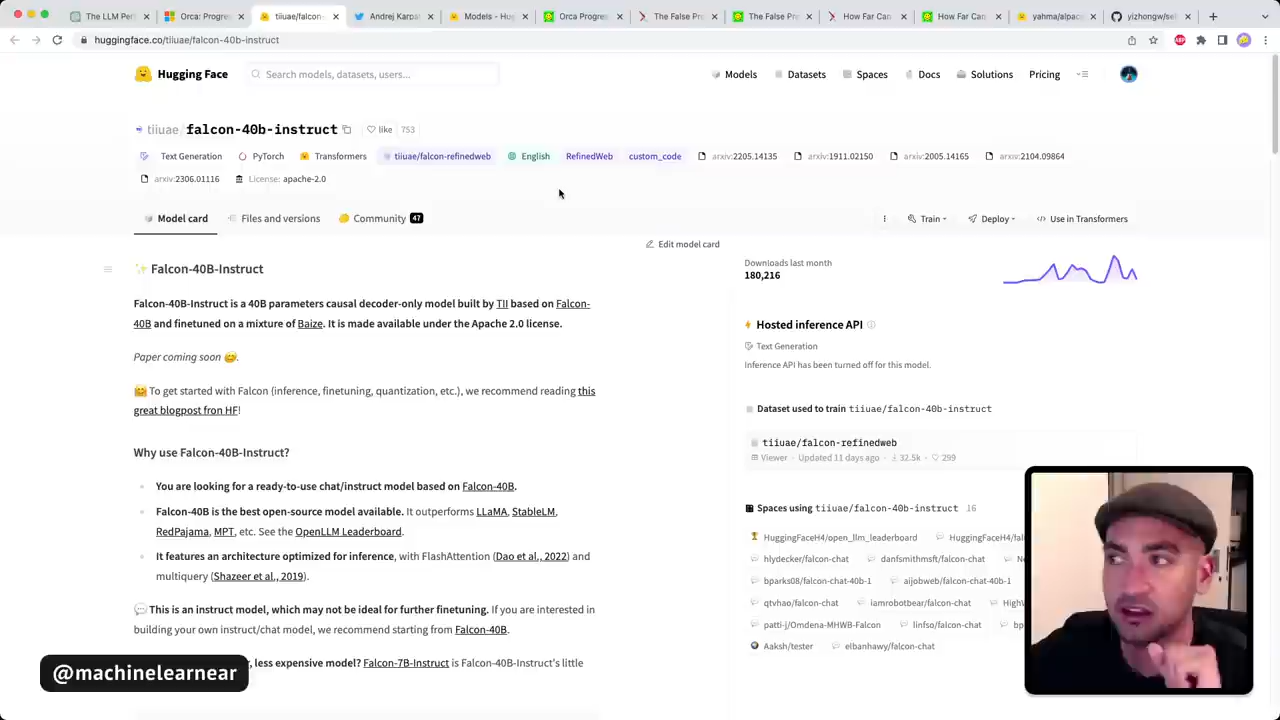 The LLM Pe
Orca Progres
tiiuae/falcon-
Andrej Karpat
Models - Hug
Orca Progres
The False Pro
The False Pr
How Far Can
How Far Can
yahma/alpac
yizhongw/sel
huggingface.co/tiiuae/falcon-40b-instruct
ABP
Hugging Face
Search models, datasets, users...
Models
Datasets
Spaces
Docs
Solutions
Pricing
tiiuae/falcon-40b-instruct
like 753
Text Generation
PyTorch
Transformers
tiiuae/falcon-refinedweb
English
RefinedWeb
custom_code
arxiv:2205.14135
arxiv:1911.02150
arxiv:2005.14165
arxiv:2104.09864
arxiv:2306.01116
License: apache-2.0
Model card
Files and versions
Community 47
Train
Deploy
Use in Transformers
Edit model card
✨ Falcon-40B-Instruct
Falcon-40B-Instruct is a 40B parameters causal decoder-only model built by TII based on Falcon-
40B and finetuned on a mixture of Baize. It is made available under the Apache 2.0 license.
Paper coming soon 😊.
🤗 To get started with Falcon (inference, finetuning, quantization, etc.), we recommend reading this
great blogpost fron HF!
Why use Falcon-40B-Instruct?
You are looking for a ready-to-use chat/instruct model based on Falcon-40B.
Falcon-40B is the best open-source model available. It outperforms LLaMA, StableLM,
RedPajama, MPT, etc. See the OpenLLM Leaderboard.
It features an architecture optimized for inference, with FlashAttention (Dao et al., 2022) and
multiquery (Shazeer et al., 2019).
💬 This is an instruct model, which may not be ideal for further finetuning. If you are interested in
building your own instruct/chat model, we recommend starting from Falcon-40B.
, less expensive model? Falcon-7B-Instruct is Falcon-40B-Instruct's little
Downloads last month
180,216
Hosted inference API
Text Generation
Inference API has been turned off for this model.
Dataset used to train tiiuae/falcon-40b-instruct
tiiuae/falcon-refinedweb
Viewer · Updated 11 days ago · 32.5k · 299
Spaces using tiiuae/falcon-40b-instruct 16
HuggingFaceH4/open_llm_leaderboard
HuggingFaceH4/fal
hlydecker/falcon-chat
danfsmithmsft/falcon-chat
bparks08/falcon-chat-40b-1
aijobweb/falcon-chat-40b-1
qtvhao/falcon-chat
iamrobotbear/falcon-chat
patti-j/Omdena-MHWB-Falcon
linfso/falcon-chat
Aaksh/tester
elbanhawy/falcon-chat
@machinelearnear